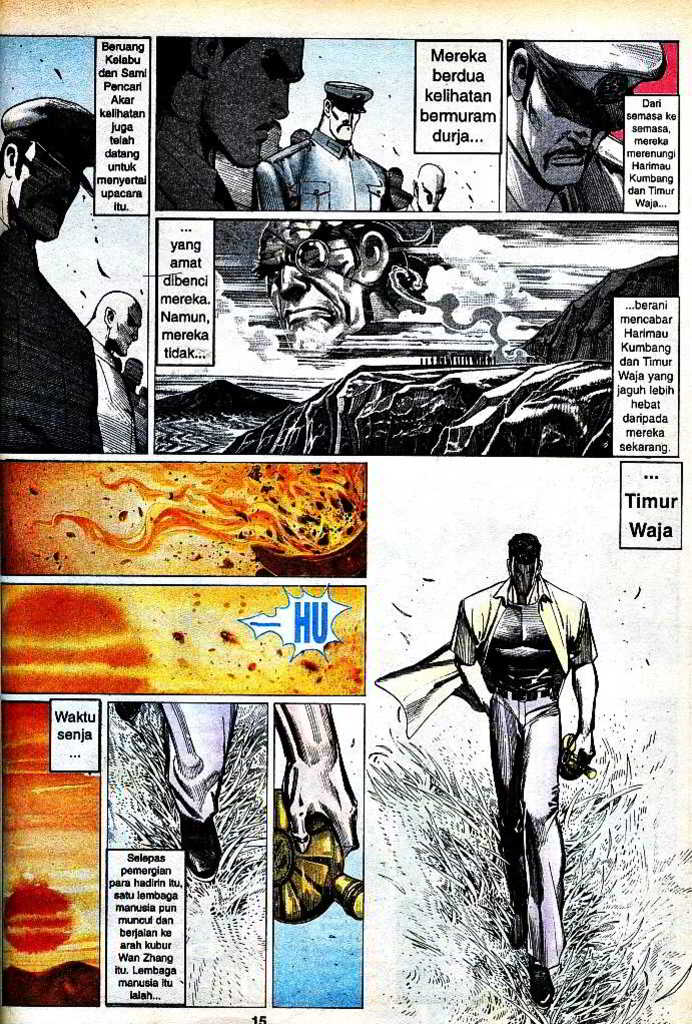 Beruang
Kelabu
dan Sami
Pencari
Akar
kelihatan
juga
telah
datang
untuk
menyertai
upacara
itu.
Mereka
berdua
kelihatan
bermuram
durja...
Dari
semasa ke
semasa,
mereka
merenungi
Harimau
Kumbang
dan Timur
Waja...
...
yang
amat
dibenci
mereka.
Namun,
mereka
tidak...
...berani
mencabar
Harimau
Kumbang
dan Timur
Waja yang
jaguh lebih
hebat
daripada
mereka
sekarang.
HU
Waktu
senja
...
Selepas
pemergian
para hadirin itu,
satu lembaga
manusia pun
muncul dan
berjalan ke
arah kubur
Wan Zhang
itu. Lembaga
manusia itu
ialah...
...
Timur
Waja
15